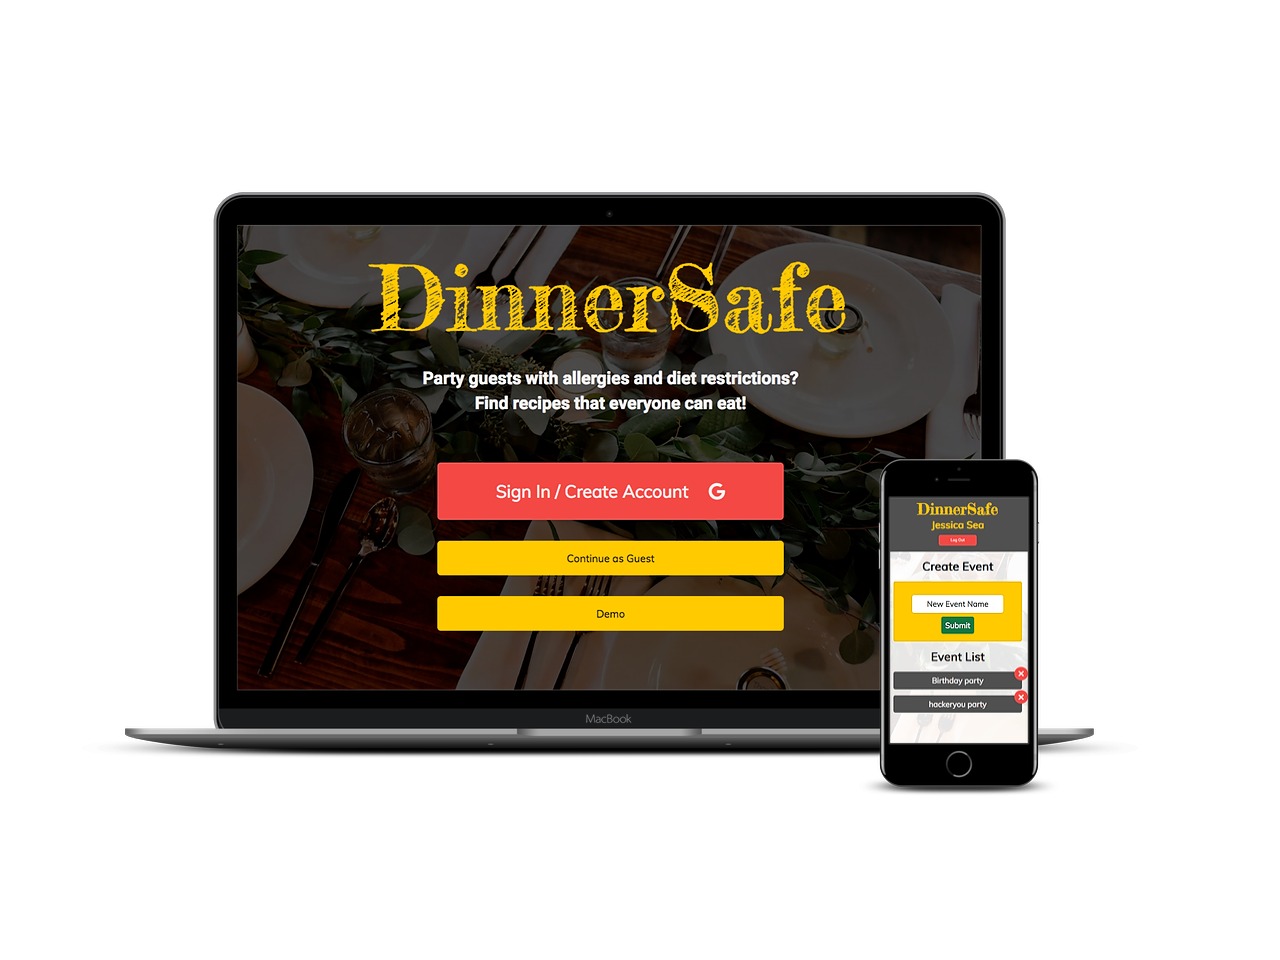 DinnerSafe
Party guests with allergies and diet restrictions?
Find recipes that everyone can eat!
Sign In / Create Account G
Continue as Guest
Demo
MacBook
DinnerSafe
Jessica Sea
Log Out
Create Event
New Event Name
Submit
Event List
Birthday party
hackeryou party